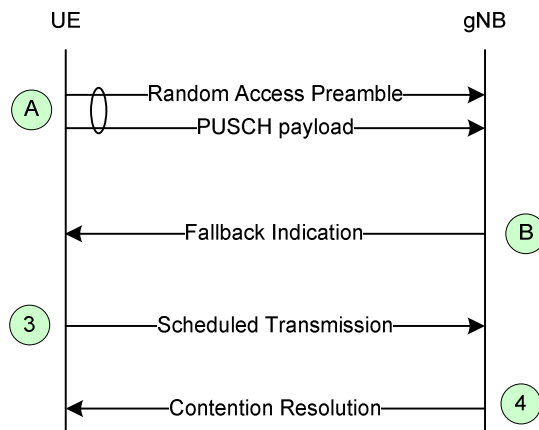 UE
gNB
A
Random Access Preamble
PUSCH payload
Fallback Indication
B
3
Scheduled Transmission
Contention Resolution
4